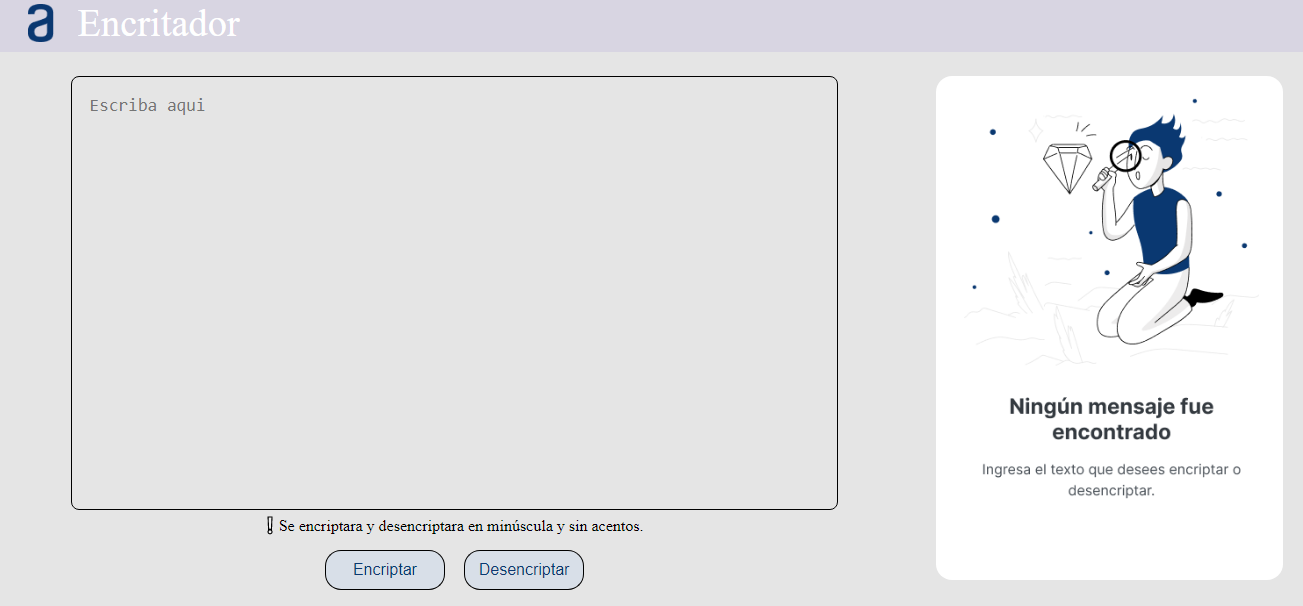 a Encritador
Escriba aqui
Se encriptara y desencriptara en minúscula y sin acentos.
Encriptar
Desencriptar
Ningún mensaje fue
encontrado
Ingresa el texto que desees encriptar o
desencriptar.